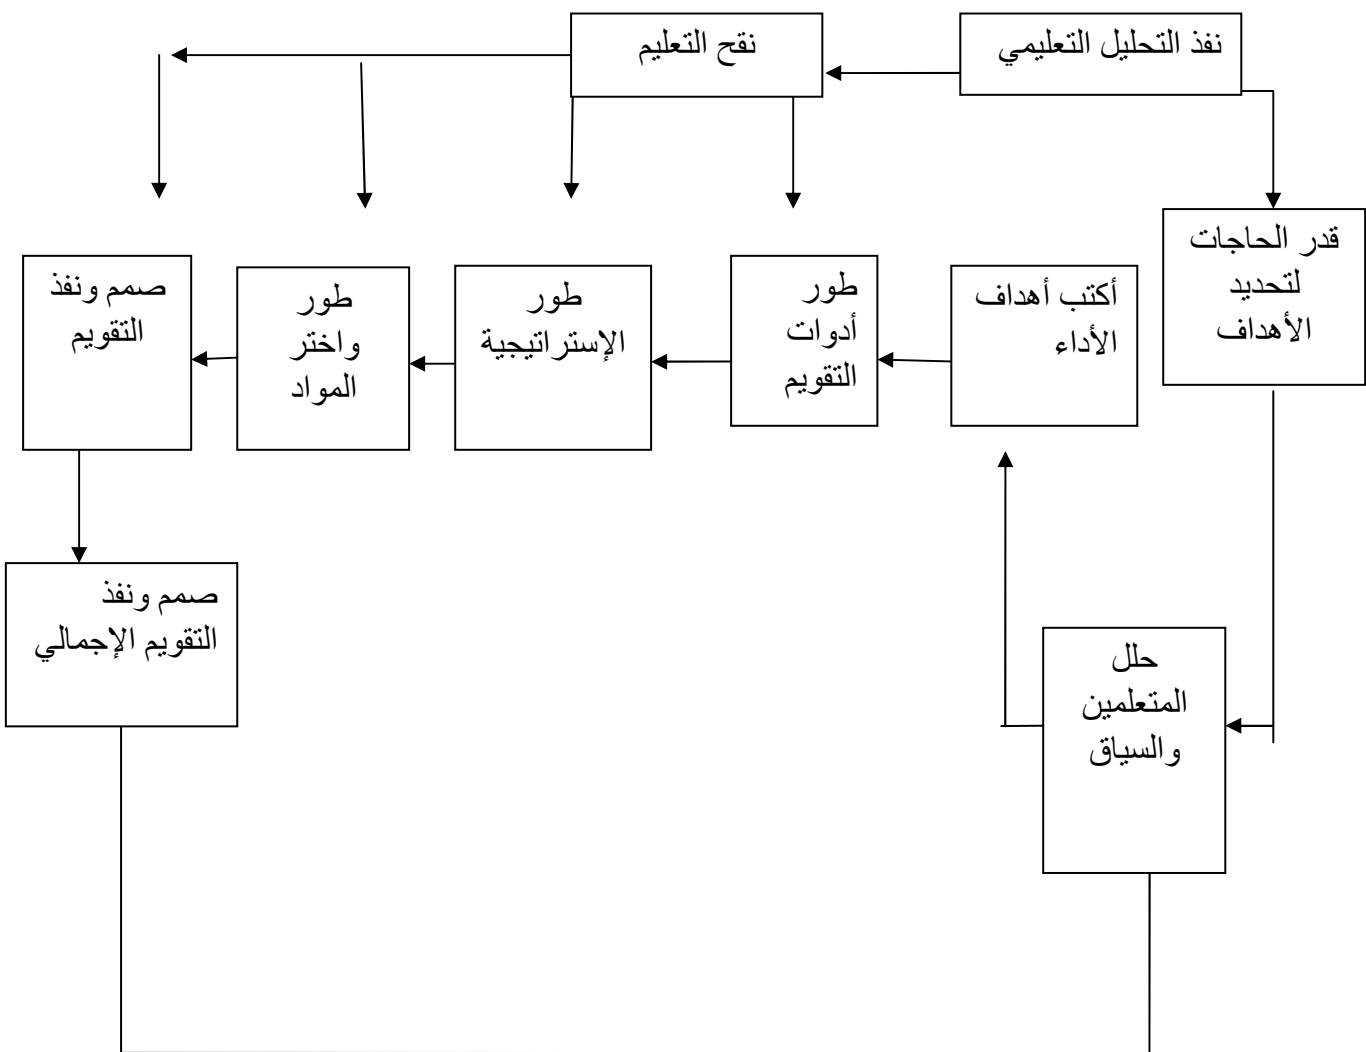 نفذ التحليل التعليمي
نقح التعليم
قدر الحاجات
لتحديد
الأهداف
أكتب أهداف
الأداء
طور
أدوات
التقويم
طور
الإستراتيجية
طور
واختر
المواد
صمم ونفذ
التقويم
صمم ونفذ
التقويم الإجمالي
حلل
المتعلمين
والسياق